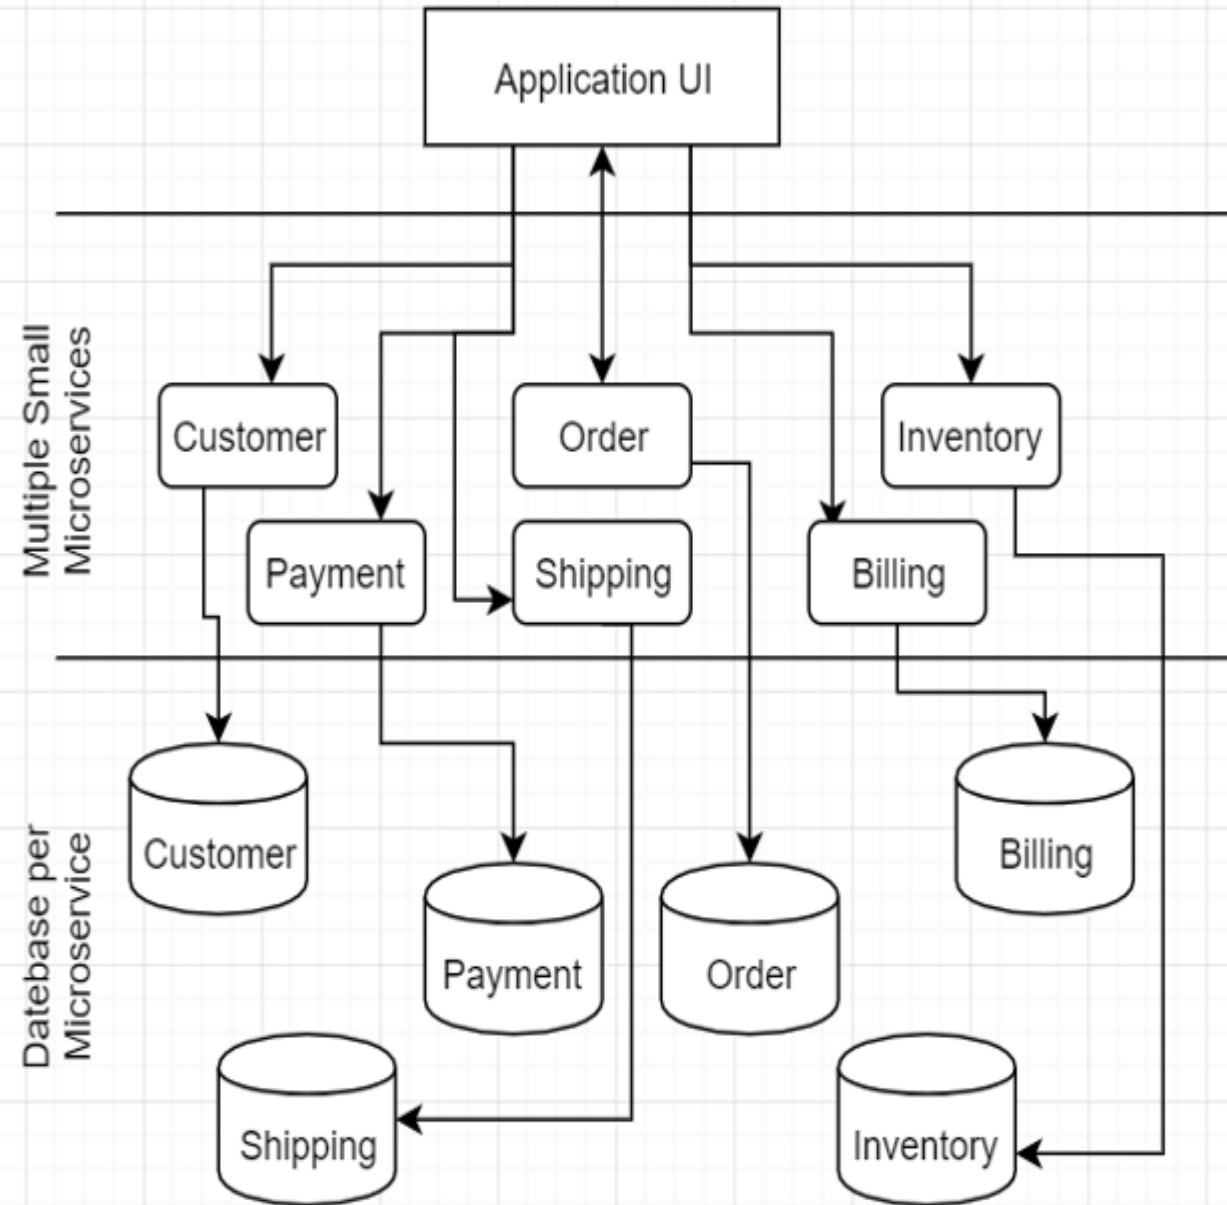 Application UI
Multiple Small
Microservices
Customer
Order
Inventory
Payment
Shipping
Billing
Datebase per
Microservice
Customer
Billing
Payment
Order
Shipping
Inventory